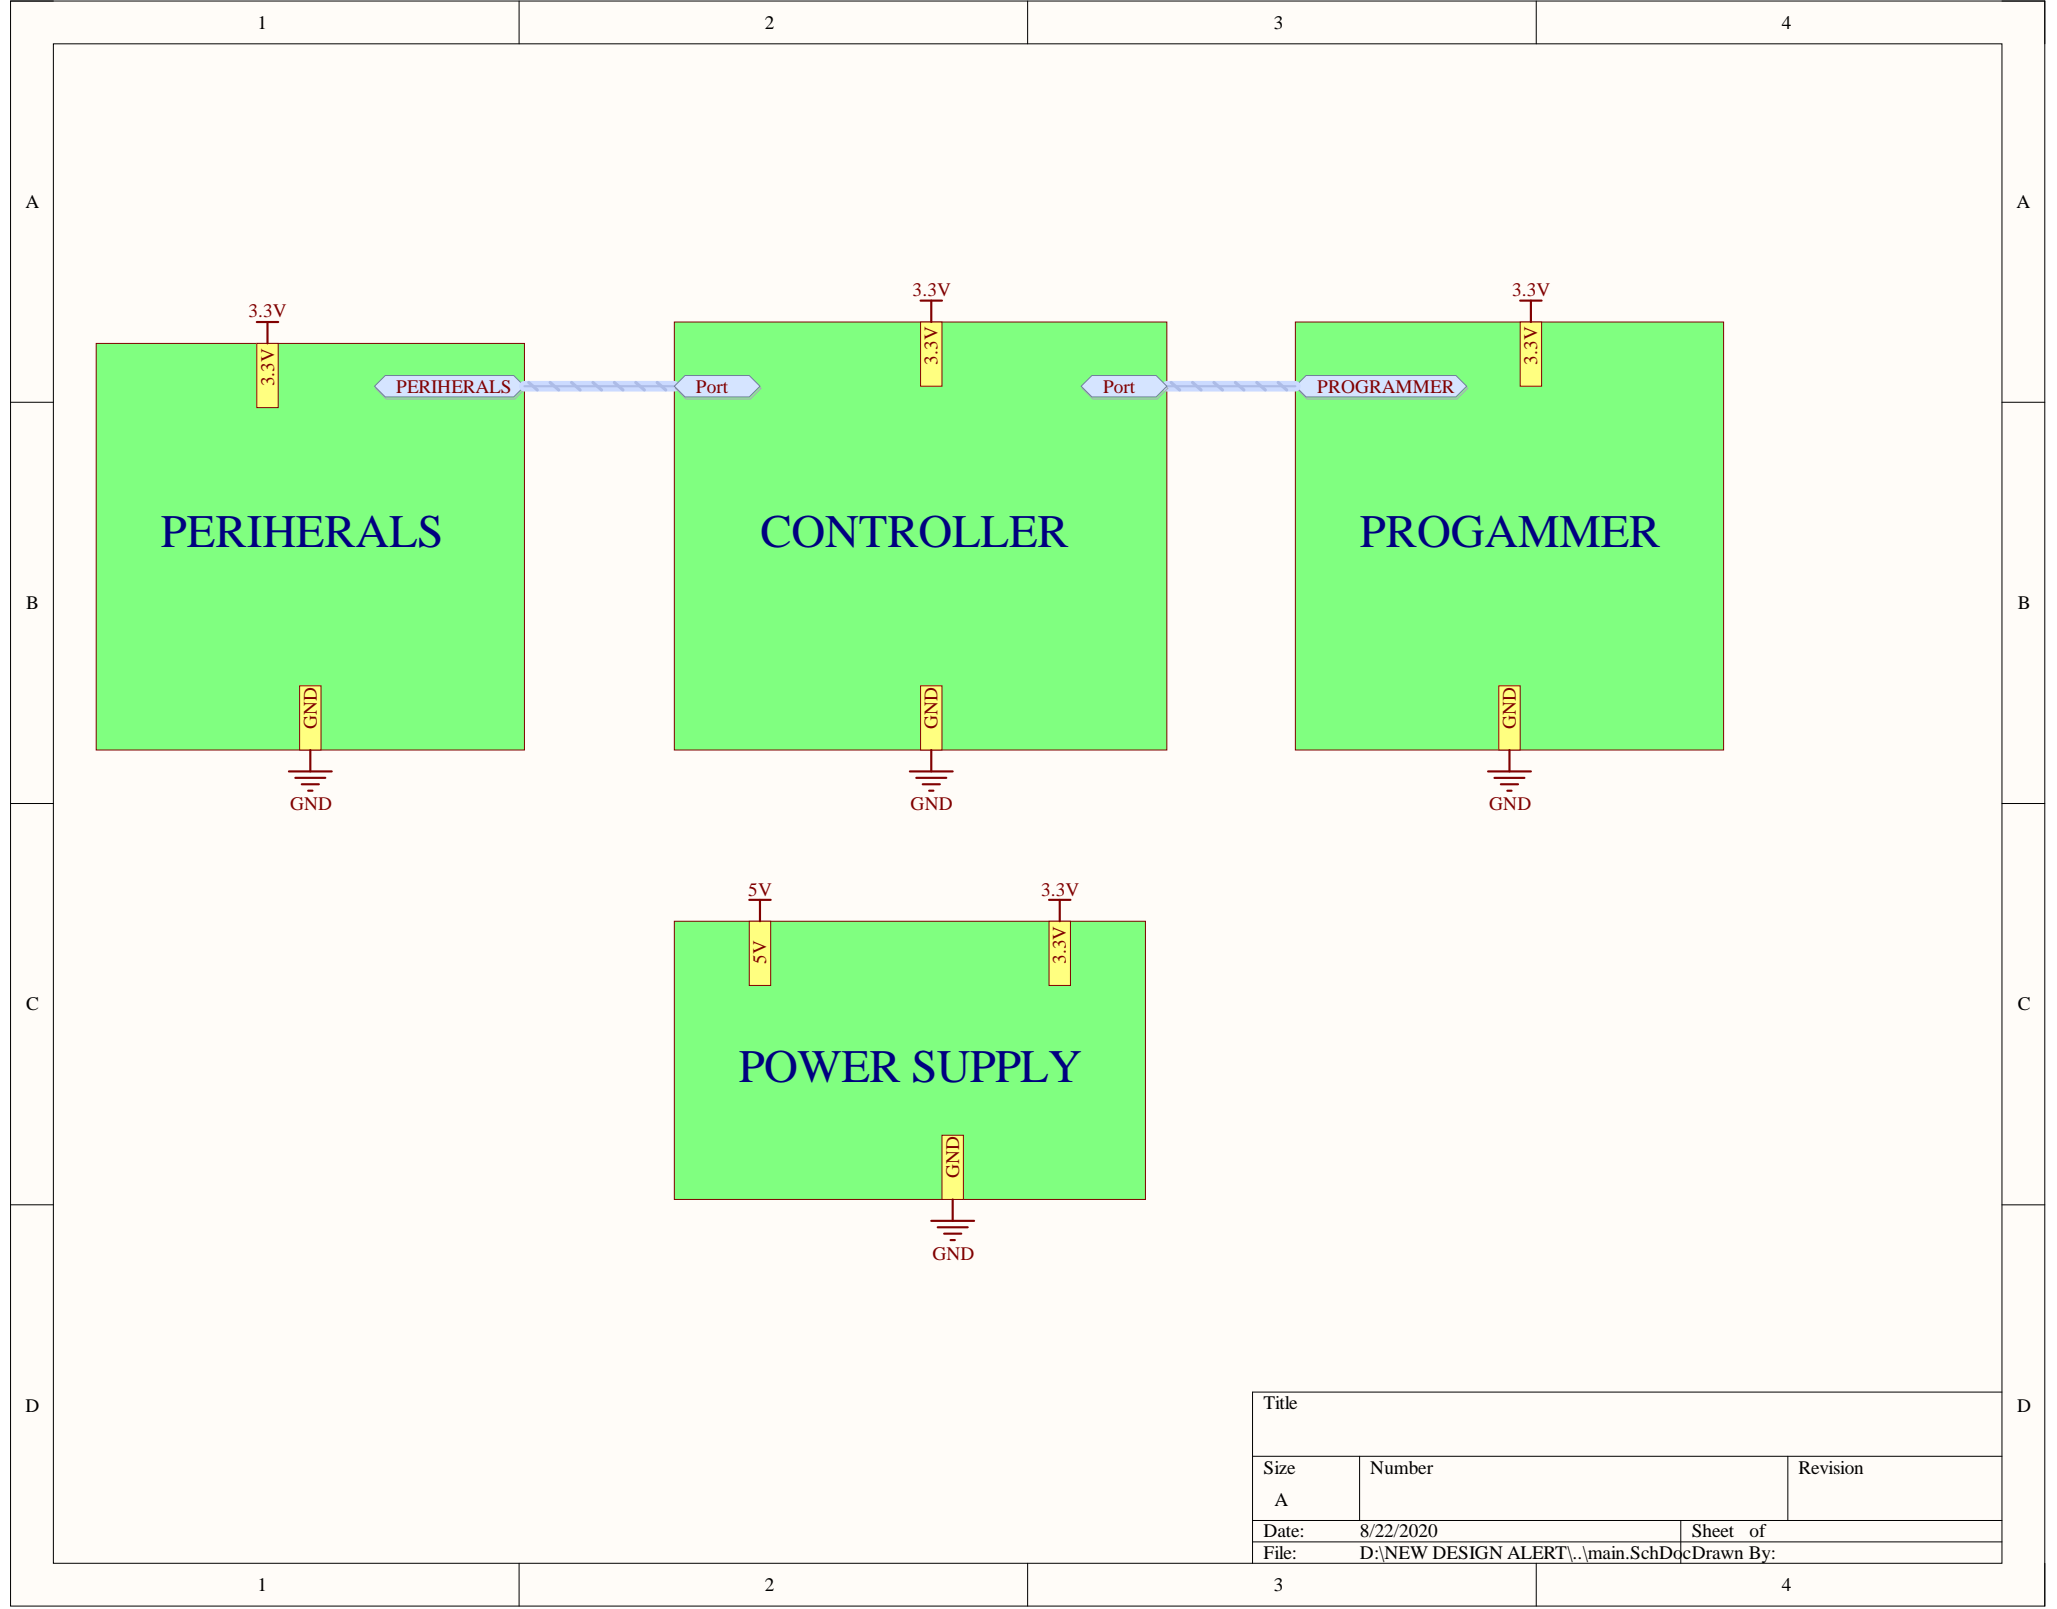 1 2 3 4
A A
3.3V 3.3V
3.3V
3.3V 3.3V 3.3V
PERIHERALS Port Port PROGRAMMER
PERIHERALS CONTROLLER PROGAMMER
B B
GND GND GND
GND GND GND
5V 3.3V
5V 3.3V
C C
POWER SUPPLY
GND
GND
D D
Title
Size Number Revision
A
Date: 8/22/2020 Sheet of
File: D:\NEW DESIGN ALERT\..\main.SchDoc Drawn By:
1 2 3 4